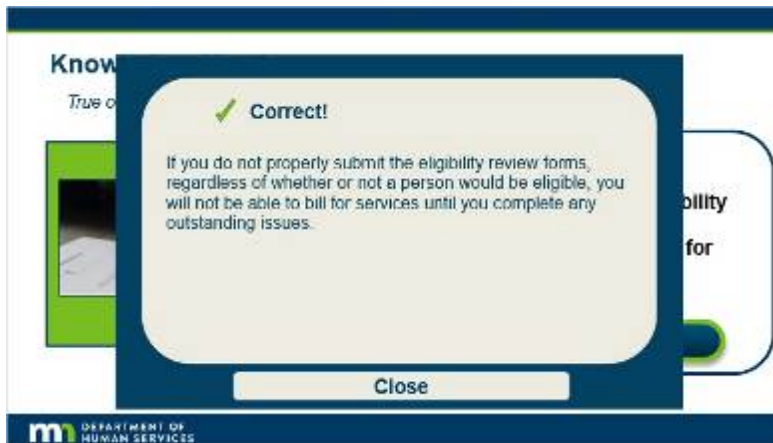 Know
True o
Correct!
If you do not properly submit the eligibility review forms,
regardless of whether or not a person would be eligible, you
will not be able to bill for services until you complete any
outstanding issues.
bility
for
Close
DEPARTMENT OF
HUMAN SERVICES